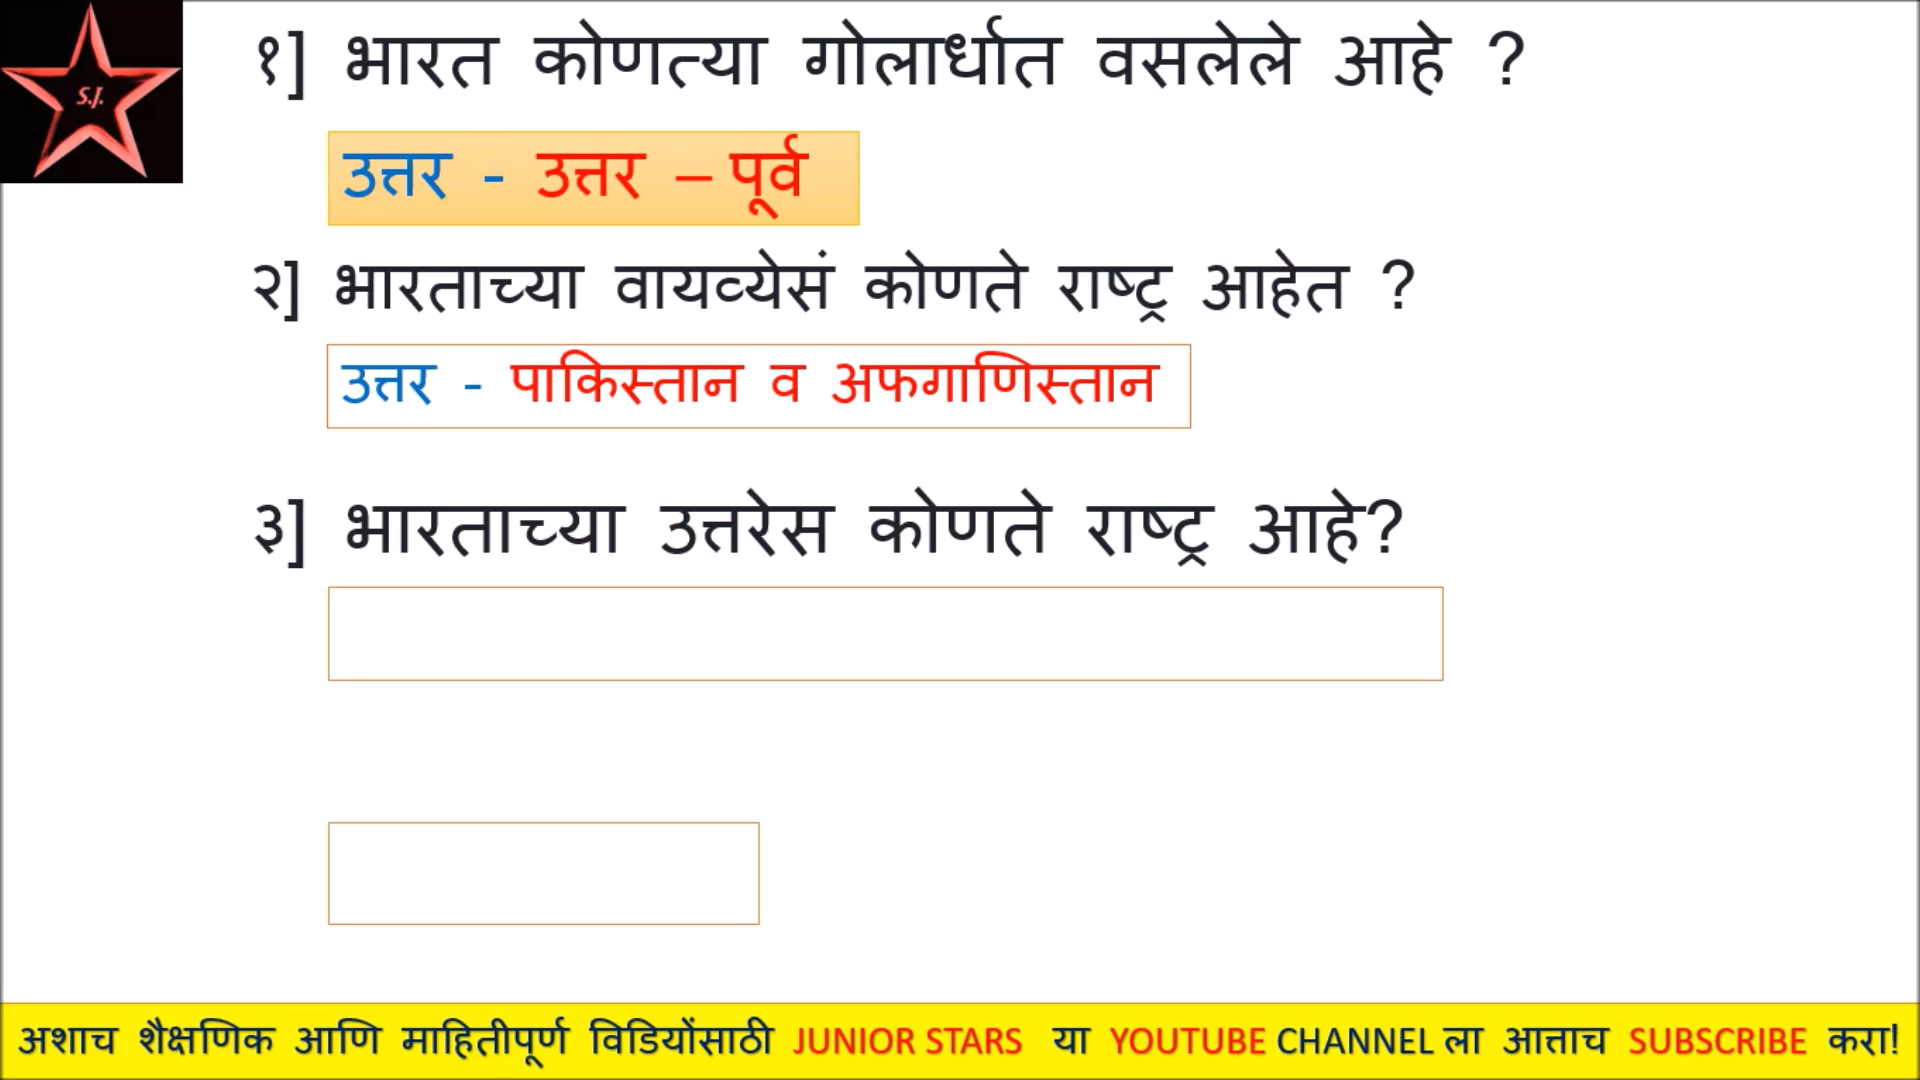 S.J.
१] भारत कोणत्या गोलार्धात वसलेले आहे ?
उत्तर - उत्तर – पूर्व
२] भारताच्या वायव्येसं कोणते राष्ट्र आहेत ?
उत्तर - पाकिस्तान व अफगाणिस्तान
३] भारताच्या उत्तरेस कोणते राष्ट्र आहे?
अशाच शैक्षणिक आणि माहितीपूर्ण विडियोंसाठी JUNIOR STARS या YOUTUBE CHANNEL ला आत्ताच SUBSCRIBE करा!